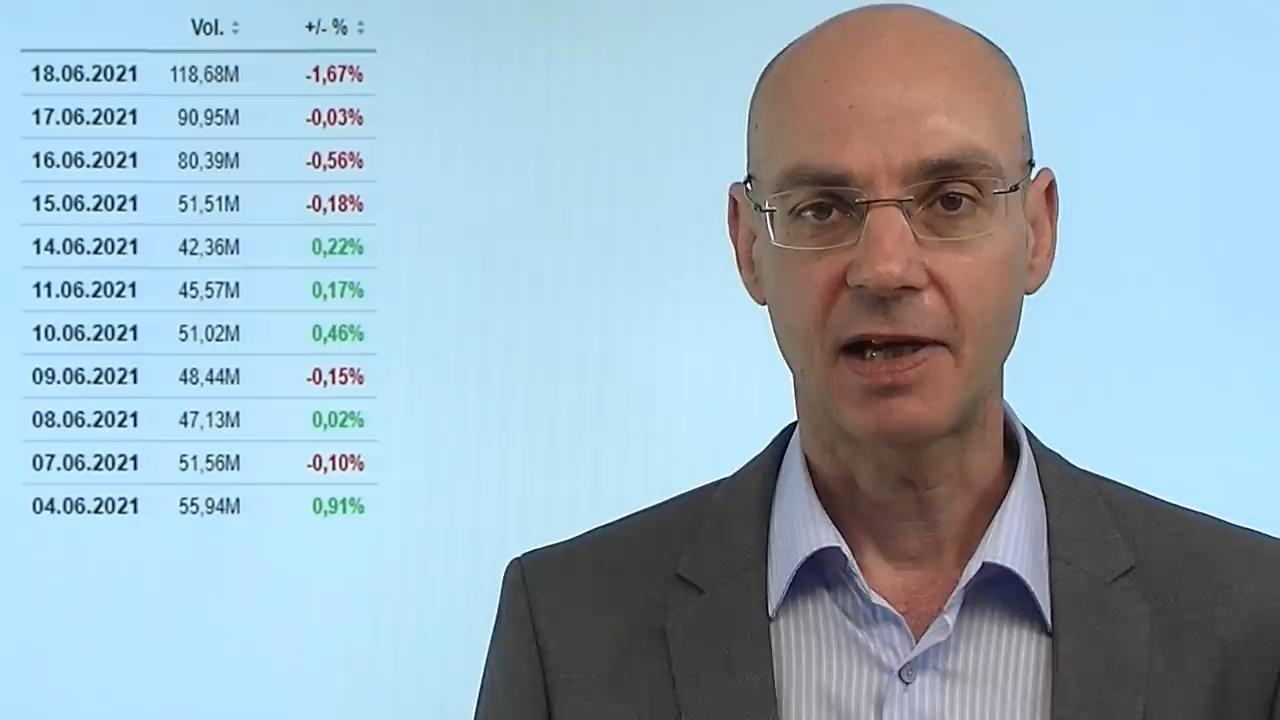 Vol. +/- %
18.06.2021 118,68M -1,67%
17.06.2021 90,95M -0,03%
16.06.2021 80,39M -0,56%
15.06.2021 51,51M -0,18%
14.06.2021 42,36M 0,22%
11.06.2021 45,57M 0,17%
10.06.2021 51,02M 0,46%
09.06.2021 48,44M -0,15%
08.06.2021 47,13M 0,02%
07.06.2021 51,56M -0,10%
04.06.2021 55,94M 0,91%